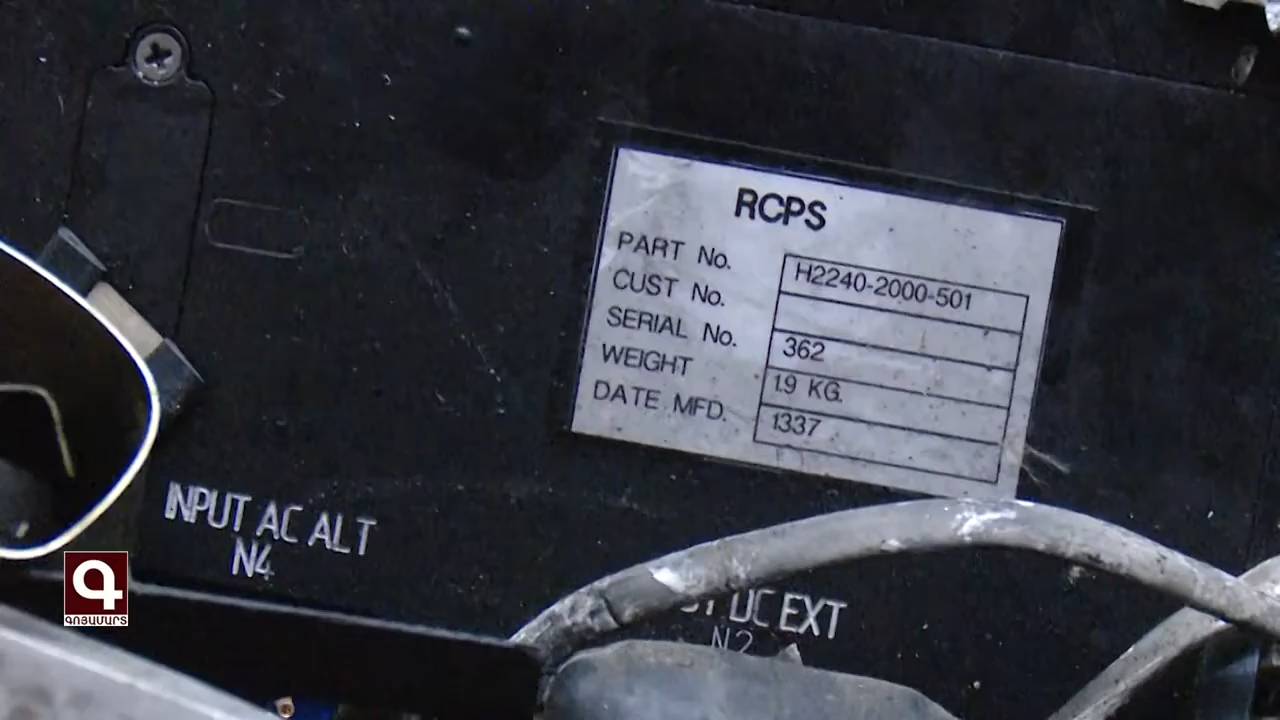 RCPS
PART No. H2240-2000-501
CUST No.
SERIAL No. 362
WEIGHT 1.9 KG.
DATE MFD. 1337
INPUT AC ALT
N4
DC EXT
N2
Գ
ԳՈՅԱՄԱՐՏ